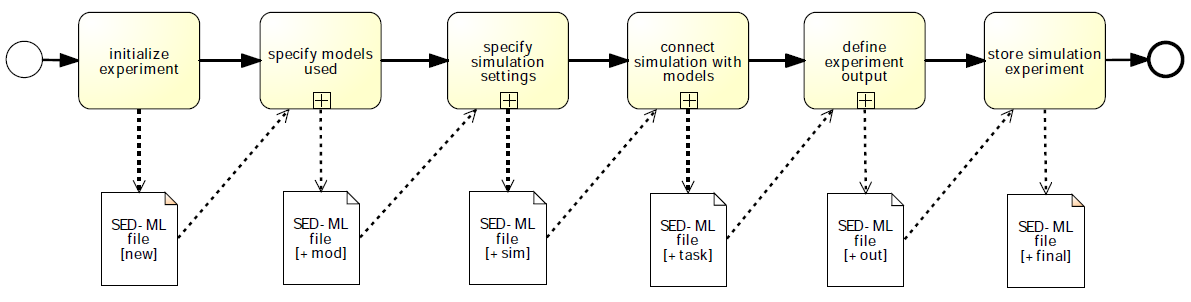 initialize
experiment
specify models
used
specify
simulation
settings
connect
simulation with
models
define
experiment
output
store simulation
experiment
SED- ML
file
[new]
SED- ML
file
[+ mod]
SED- ML
file
[+ sim]
SED- ML
file
[+ task]
SED- ML
file
[+ out]
SED- ML
file
[+ final]